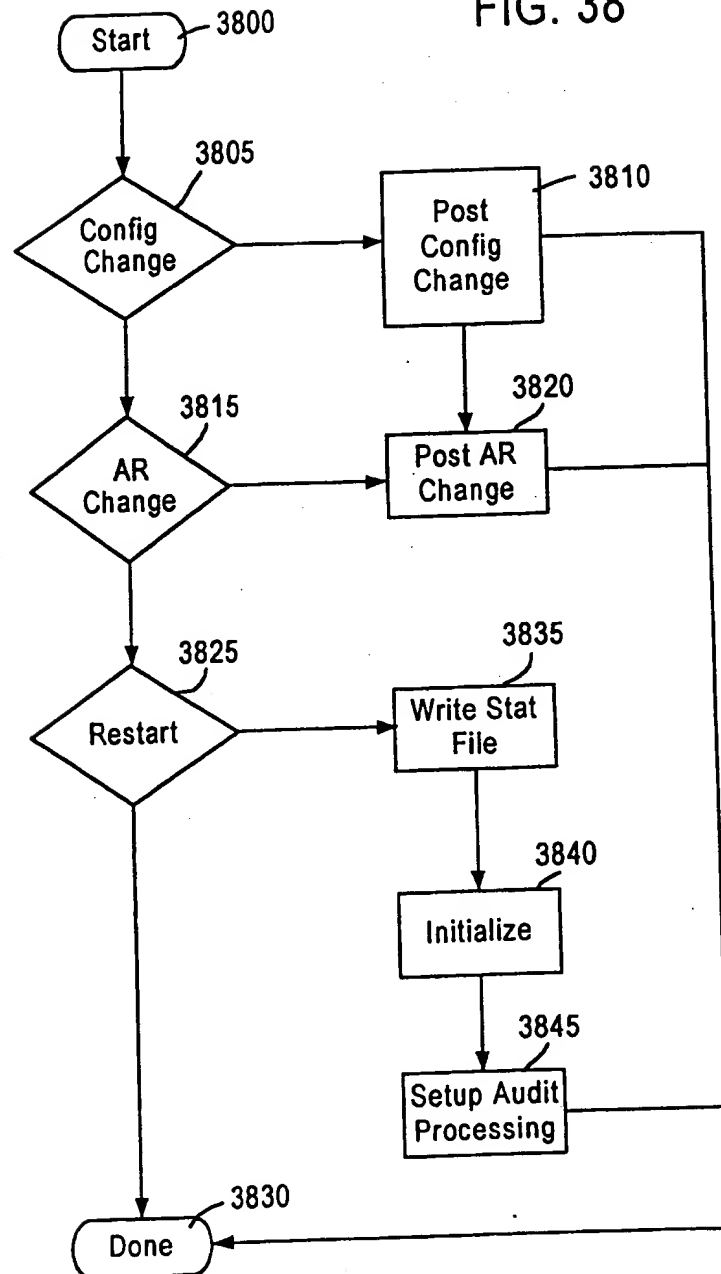 FIG. 38
Start
3800
3805
Config
Change
3810
Post
Config
Change
3815
AR
Change
3820
Post AR
Change
3825
Restart
3835
Write Stat
File
3840
Initialize
3845
Setup Audit
Processing
3830
Done